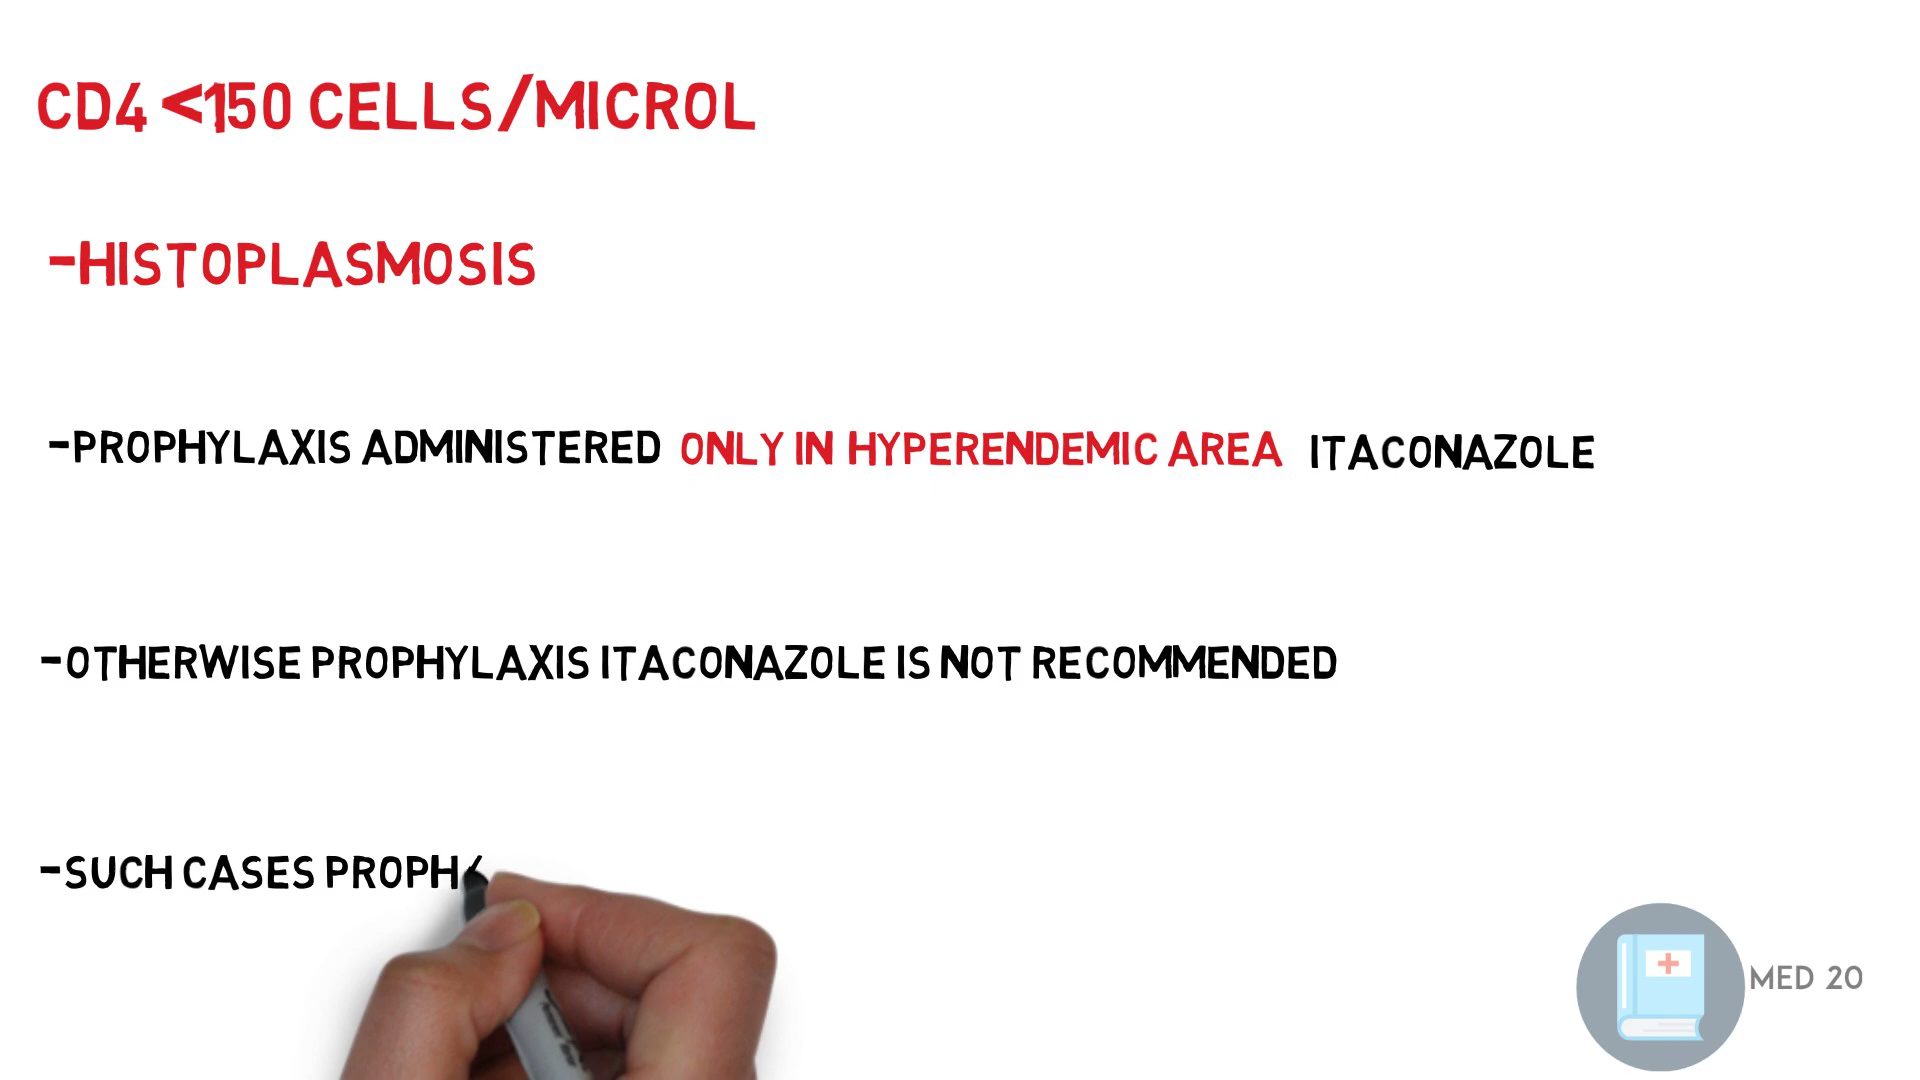 CD4 <150 CELLS/MICROL
-HISTOPLASMOSIS
-PROPHYLAXIS ADMINISTERED ONLY IN HYPERENDEMIC AREA ITACONAZOLE
-OTHERWISE PROPHYLAXIS ITACONAZOLE IS NOT RECOMMENDED
-SUCH CASES
MED 20